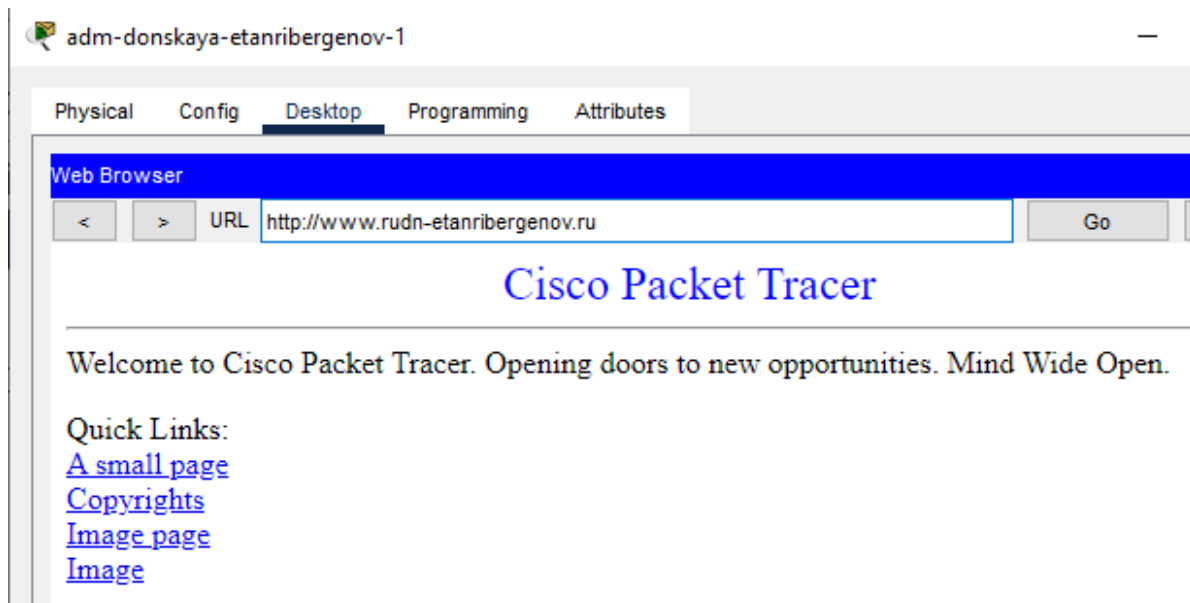 adm-donskaya-etanribergenov-1
Physical Config Desktop Programming Attributes
Web Browser
< > URL http://www.rudn-etanribergenov.ru Go
Cisco Packet Tracer
Welcome to Cisco Packet Tracer. Opening doors to new opportunities. Mind Wide Open.
Quick Links:
A small page
Copyrights
Image page
Image